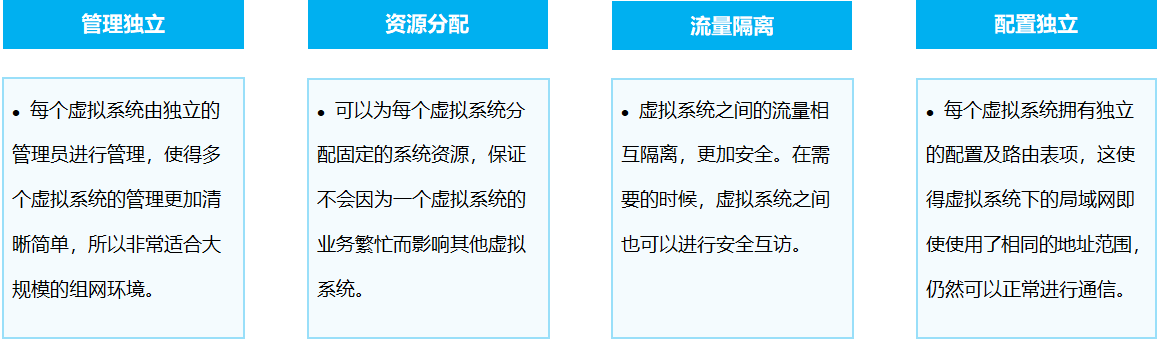 管理独立
• 每个虚拟系统由独立的
管理员进行管理，使得多
个虚拟系统的管理更加清
晰简单，所以非常适合大
规模的组网环境。
资源分配
• 可以为每个虚拟系统分
配固定的系统资源，保证
不会因为一个虚拟系统的
业务繁忙而影响其他虚拟
系统。
流量隔离
• 虚拟系统之间的流量相
互隔离，更加安全。在需
要的时候，虚拟系统之间
也可以进行安全互访。
配置独立
• 每个虚拟系统拥有独立
的配置及路由表项，这使
得虚拟系统下的局域网即
使使用了相同的地址范围，
仍然可以正常进行通信。